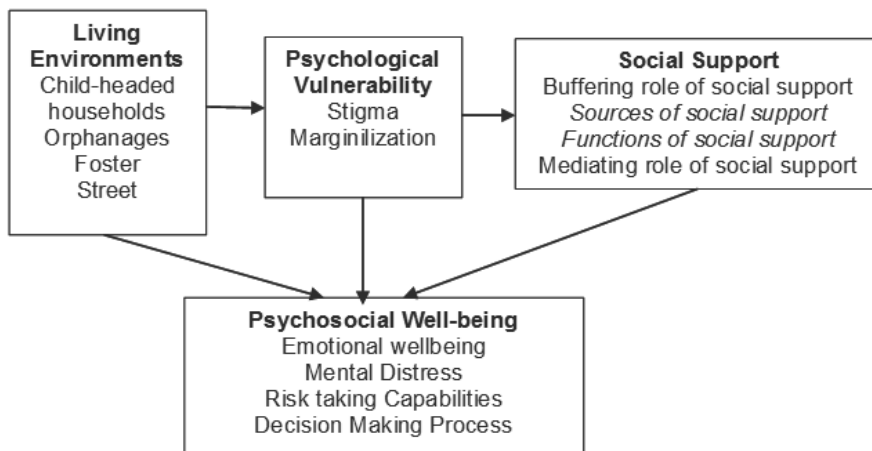 Living
Environments
Child-headed
households
Orphanages
Foster
Street
Psychological
Vulnerability
Stigma
Marginilization
Social Support
Buffering role of social support
Sources of social support
Functions of social support
Mediating role of social support
Psychosocial Well-being
Emotional wellbeing
Mental Distress
Risk taking Capabilities
Decision Making Process